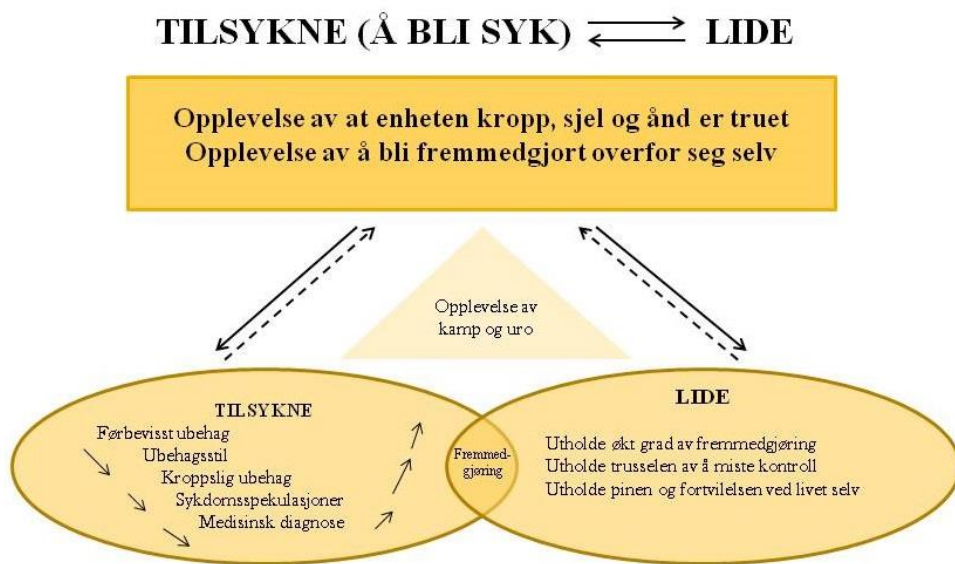 TILSYKNE (Å BLI SYK) LIDE
Opplevelse av at enheten kropp, sjel og ånd er truet
Opplevelse av å bli fremmedgjort overfor seg selv
Opplevelse av
kamp og uro
TILSYKNE
Førbevisst ubehag
Ubehagsstil
Kroppslig ubehag
Sykdomsspekulasjoner
Medisinsk diagnose
Fremmed-
gjøring
LIDE
Utholde økt grad av fremmedgjøring
Utholde trusselen av å miste kontroll
Utholde pinen og fortvilelsen ved livet selv